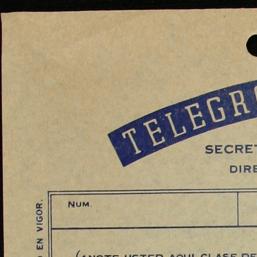 TELEGR
SECRET
DIRE
NUM.
(ANOTE USTED AQUI CLASE DE
O EN VIGOR.